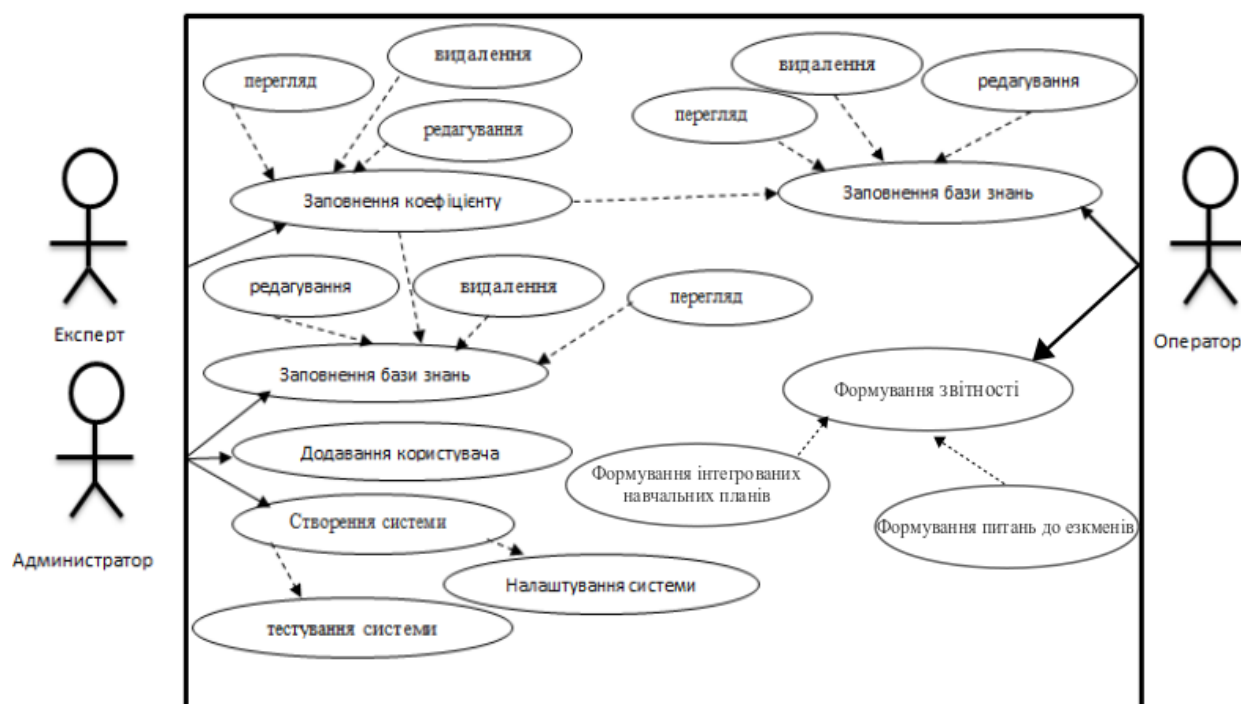 видалення
перегляд
редагування
Заповнення коефіцієнту
видалення
редагування
перегляд
Заповнення бази знань
редагування
видалення
перегляд
Експерт
Оператор
Заповнення бази знань
Формування звітності
Додавання користувача
Формування інтегрованих
навчальних планів
Створення системи
Формування питань до езкменів
Администратор
Налаштування системи
тестування системи